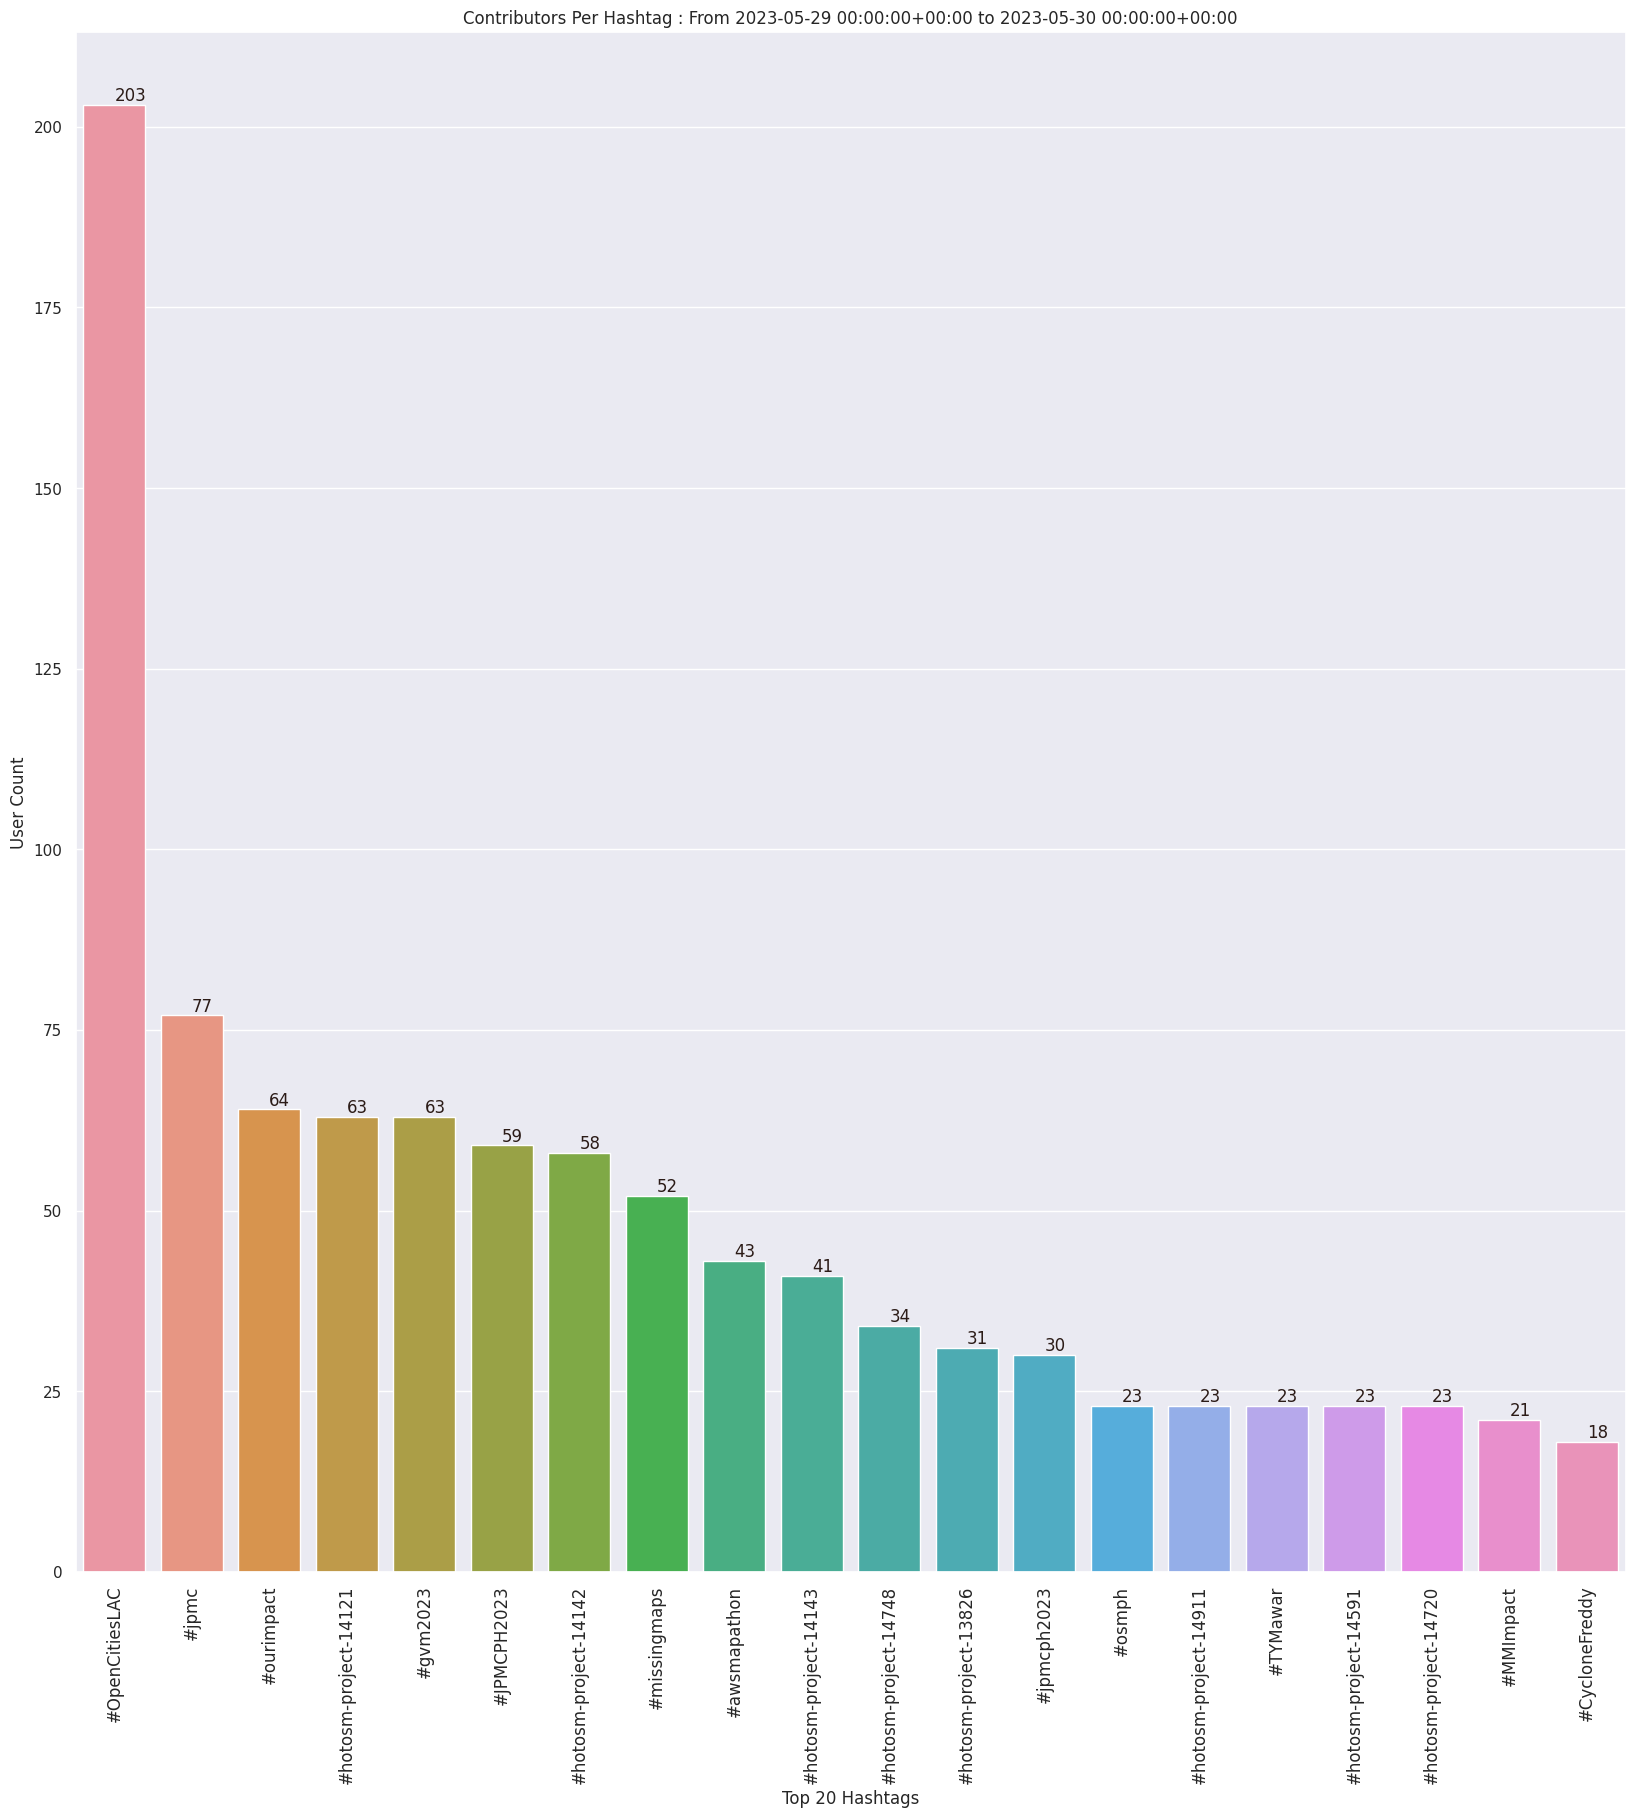 Contributors Per Hashtag : From 2023-05-29 00:00:00+00:00 to 2023-05-30 00:00:00+00:00
User Count
200
175
150
125
100
75
50
25
0
203
77
64
63
63
59
58
52
43
41
34
31
30
23
23
23
23
23
21
18
#OpenCitiesLAC
#jpmc
#ourimpact
#hotosm-project-14121
#gvm2023
#JPMCPH2023
#hotosm-project-14142
#missingmaps
#awsmapathon
#hotosm-project-14143
#hotosm-project-14748
#hotosm-project-13826
#jpmcph2023
#osmph
#hotosm-project-14911
#TYMawar
#hotosm-project-14591
#hotosm-project-14720
#MMImpact
#CycloneFreddy
Top 20 Hashtags